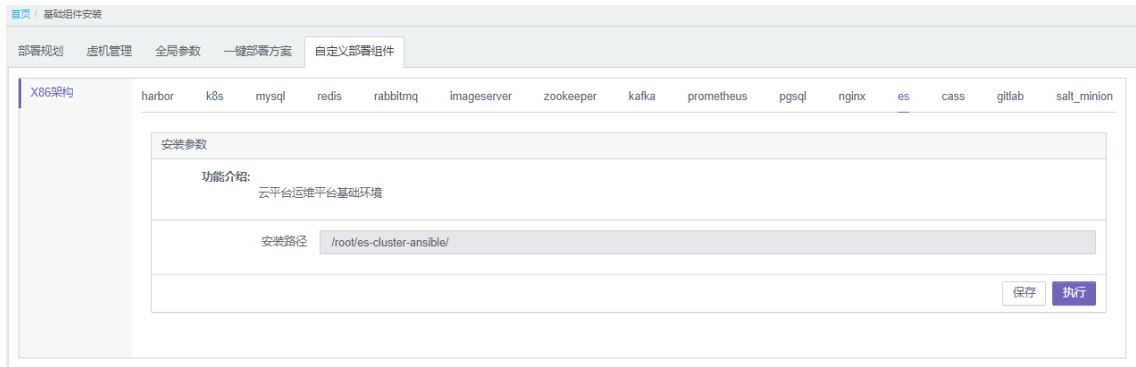 首页 / 基础组件安装
部署规划 虚机管理 全局参数 一键部署方案 自定义部署组件
X86架构
harbor k8s mysql redis rabbitmq imageserver zookeeper kafka prometheus pgsql nginx es cass gitlab salt_minion
安装参数
功能介绍:
云平台运维平台基础环境
安装路径 /root/es-cluster-ansible/
保存 执行